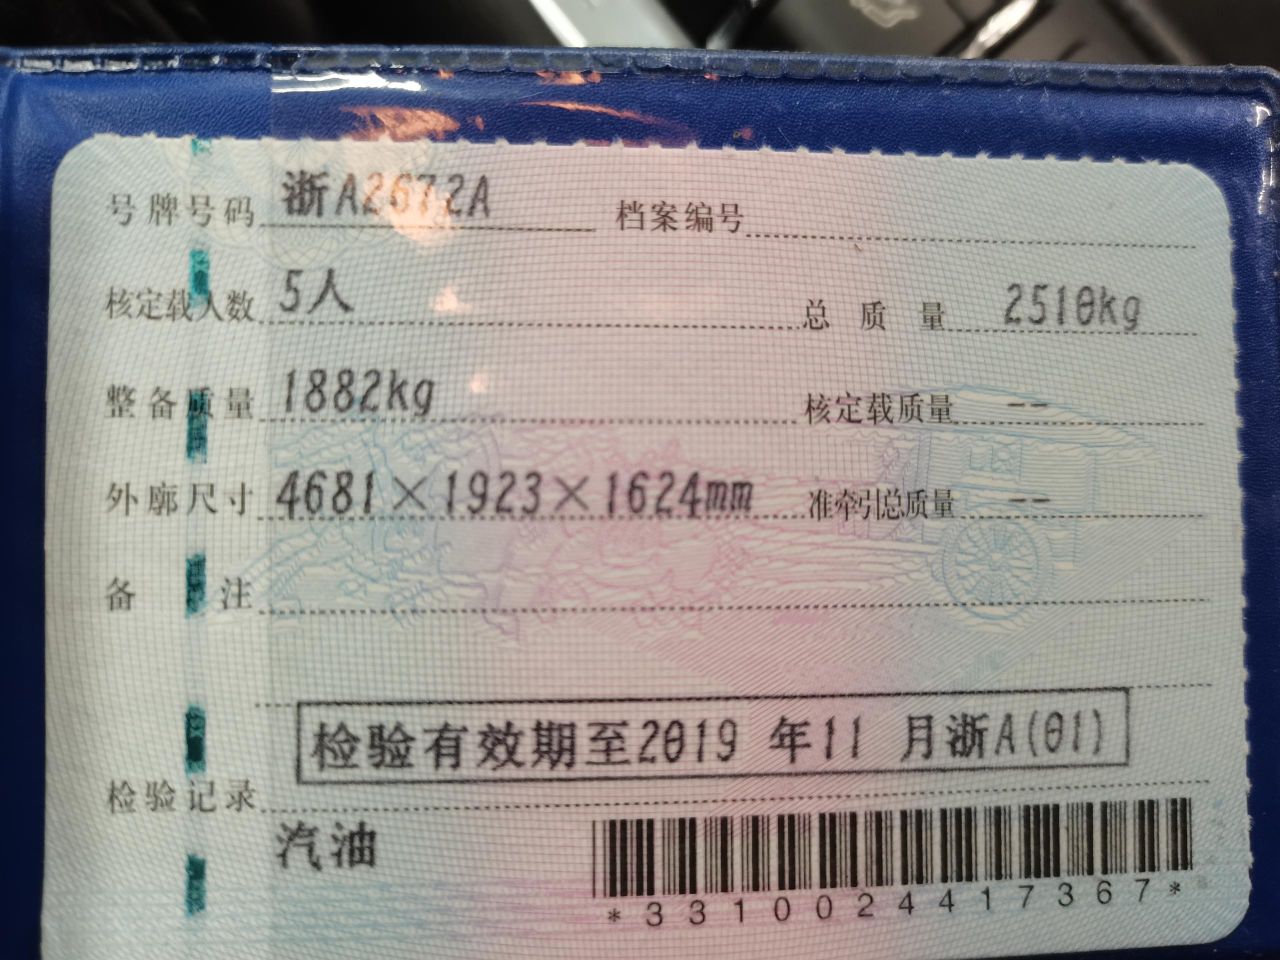 号牌号码 浙A2672A 档案编号
核定载人数 5人 总质量 2510kg
整备质量 1882kg 核定载质量 --
外廓尺寸 4681×1923×1624mm 准牵引总质量 --
备注
检验有效期至2019 年11 月浙A(01)
检验记录
汽油
*3310024417367*